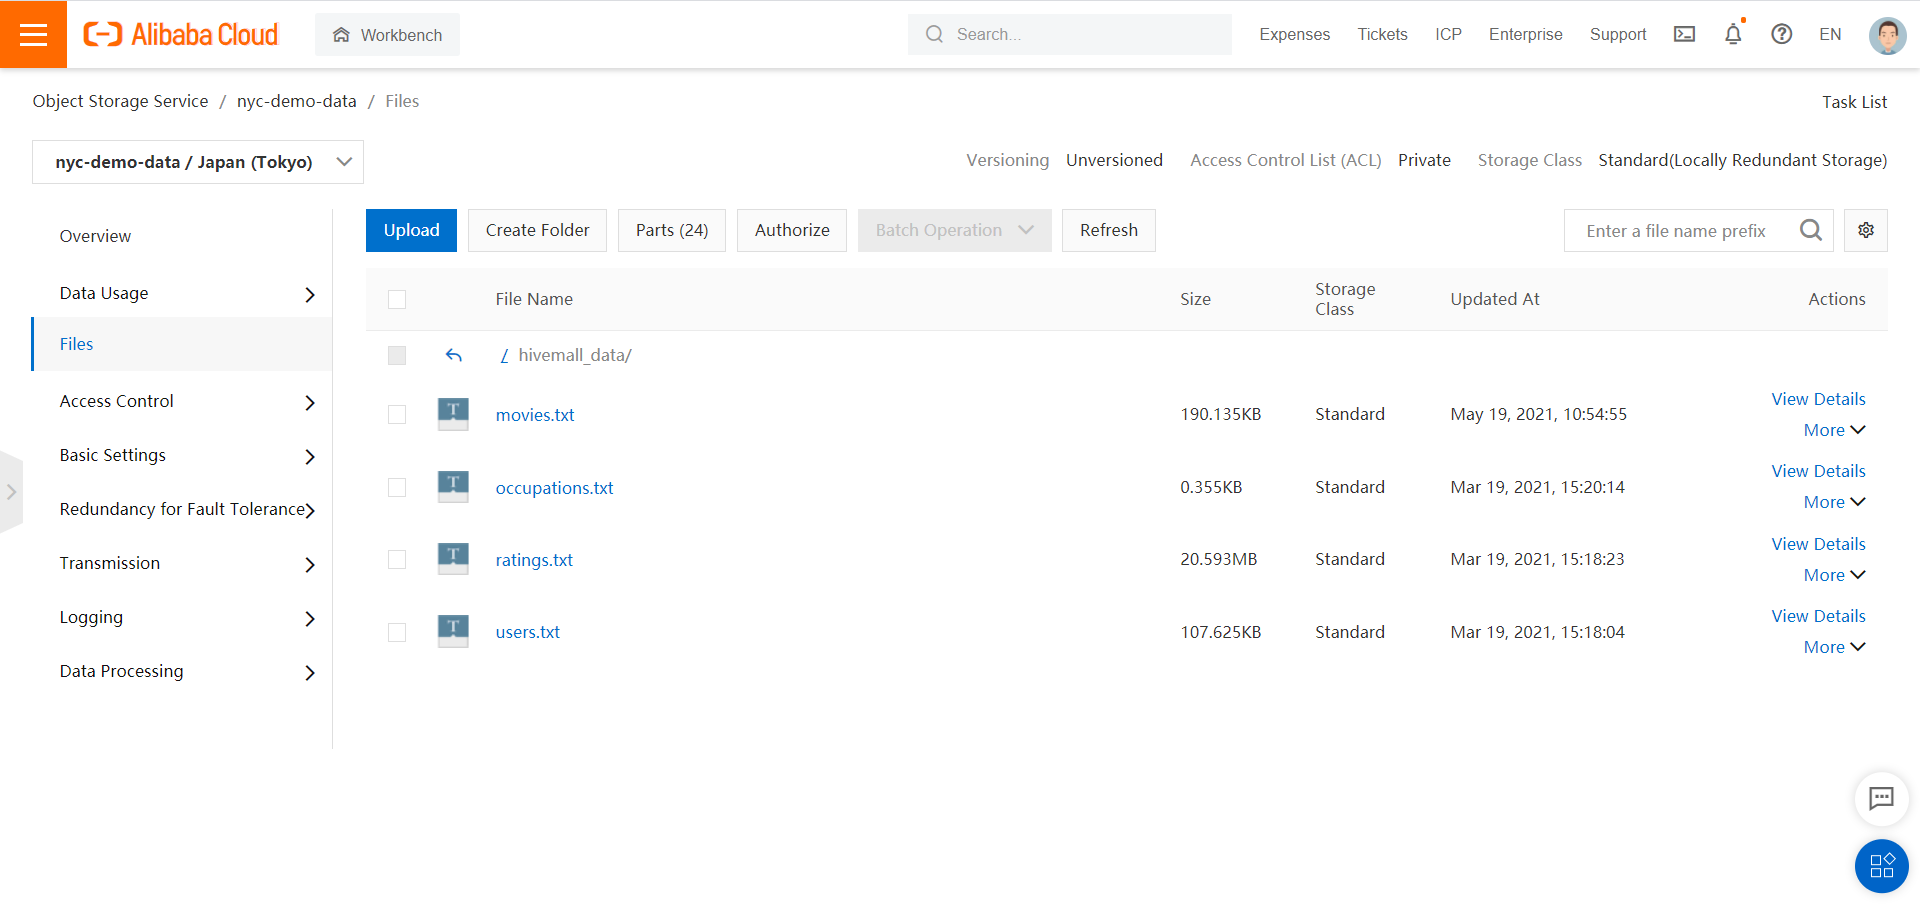 Alibaba Cloud
Workbench
Search...
Expenses
Tickets
ICP
Enterprise
Support
EN
Object Storage Service / nyc-demo-data / Files
Task List
nyc-demo-data / Japan (Tokyo)
Versioning Unversioned
Access Control List (ACL) Private
Storage Class Standard(Locally Redundant Storage)
Overview
Data Usage
Files
Access Control
Basic Settings
Redundancy for Fault Tolerance
Transmission
Logging
Data Processing
Upload
Create Folder
Parts (24)
Authorize
Batch Operation
Refresh
Enter a file name prefix
File Name
Size
Storage
Class
Updated At
Actions
/ hivemall_data/
T
movies.txt
190.135KB
Standard
May 19, 2021, 10:54:55
View Details
More
T
occupations.txt
0.355KB
Standard
Mar 19, 2021, 15:20:14
View Details
More
T
ratings.txt
20.593MB
Standard
Mar 19, 2021, 15:18:23
View Details
More
T
users.txt
107.625KB
Standard
Mar 19, 2021, 15:18:04
View Details
More